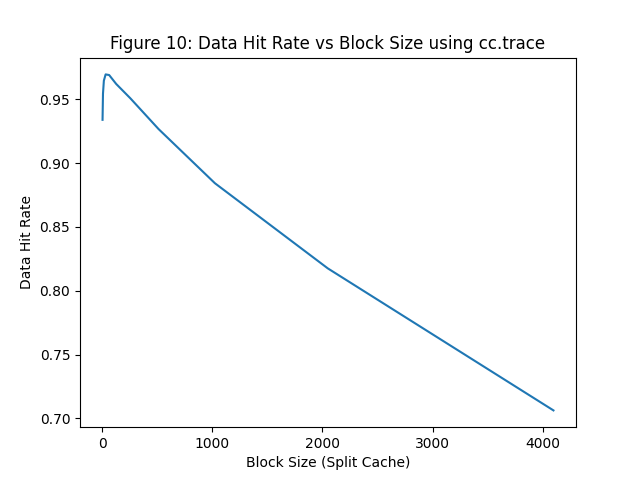 Figure 10: Data Hit Rate vs Block Size using cc.trace
0.95
0.90
0.85
0.80
0.75
0.70
Data Hit Rate
0 1000 2000 3000 4000
Block Size (Split Cache)